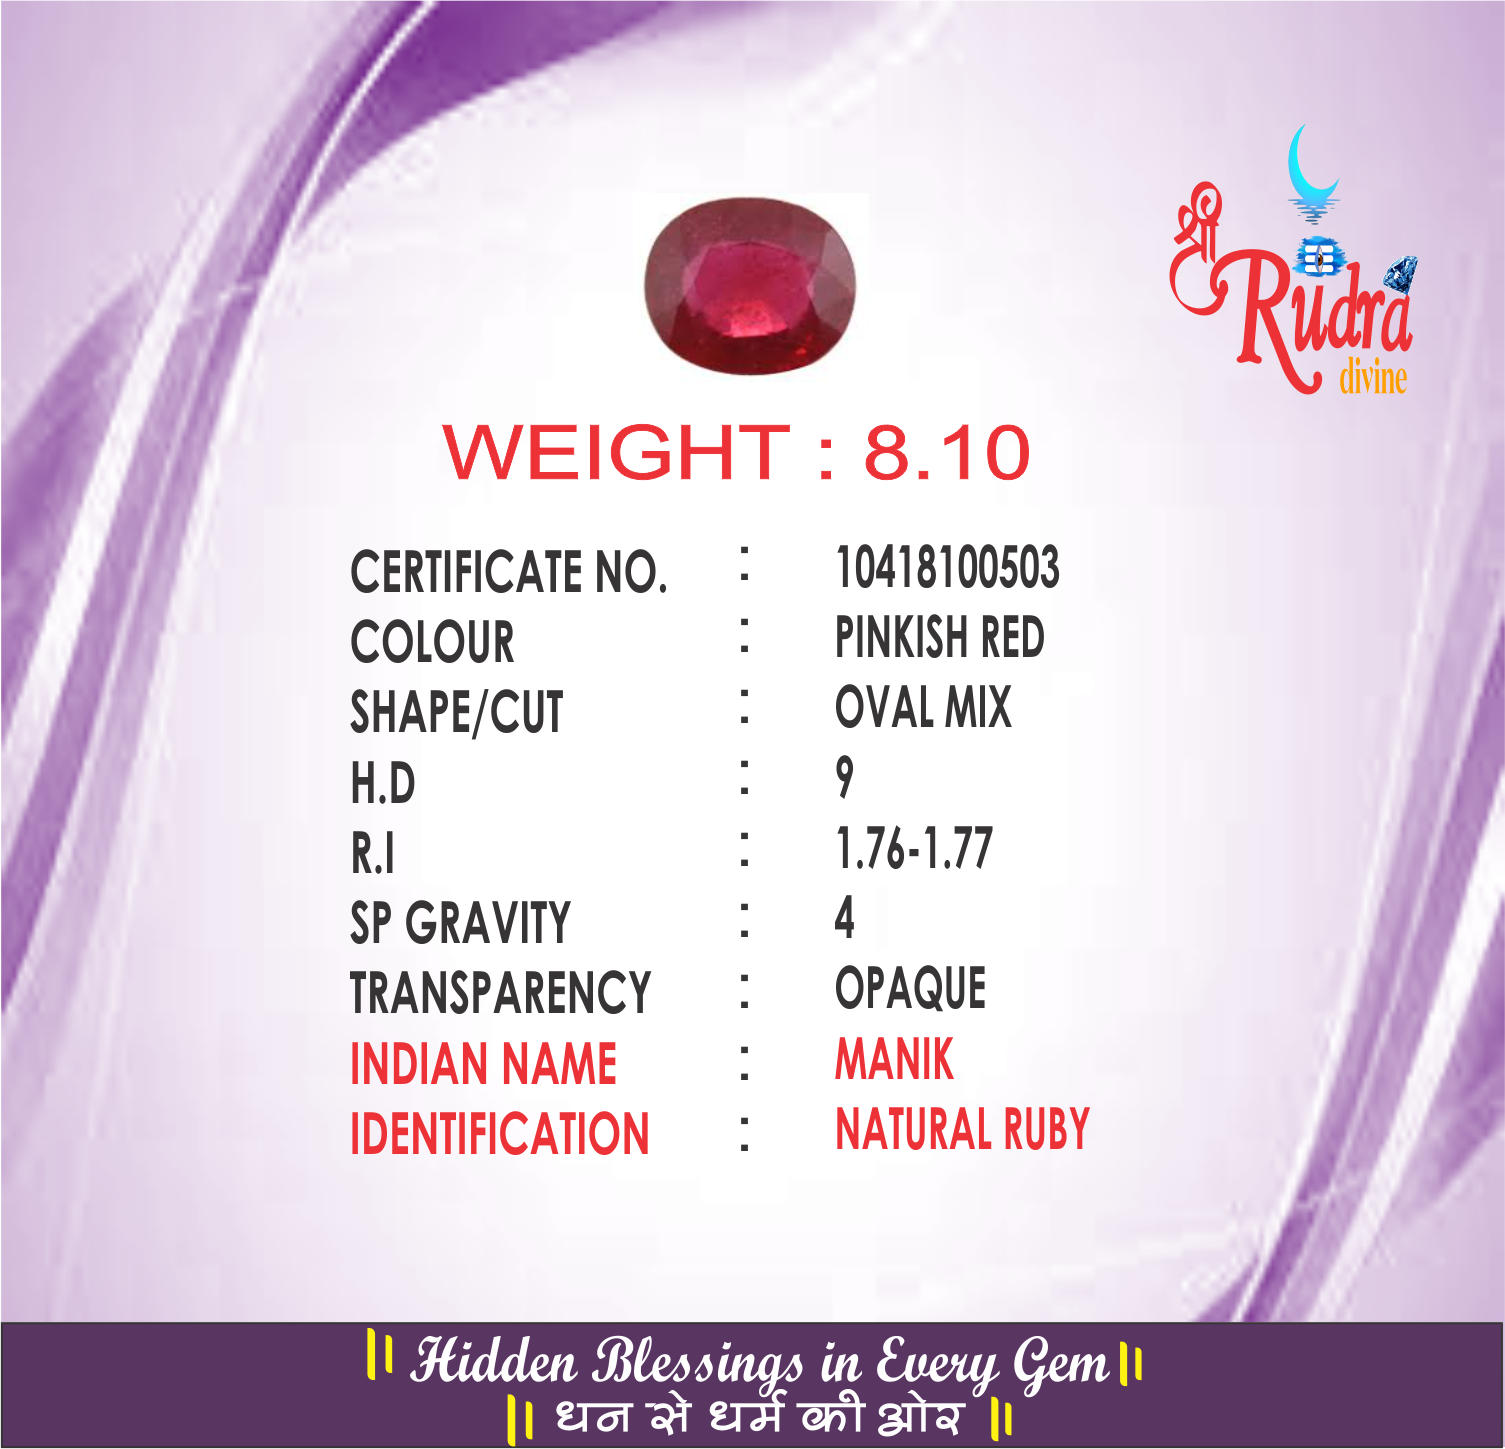 श्री
Rudra
divine
WEIGHT : 8.10
CERTIFICATE NO. : 10418100503
COLOUR : PINKISH RED
SHAPE/CUT : OVAL MIX
H.D : 9
R.I : 1.76-1.77
SP GRAVITY : 4
TRANSPARENCY : OPAQUE
INDIAN NAME : MANIK
IDENTIFICATION : NATURAL RUBY
|| Hidden Blessings in Every Gem ||
|| धन से धर्म की ओर ||